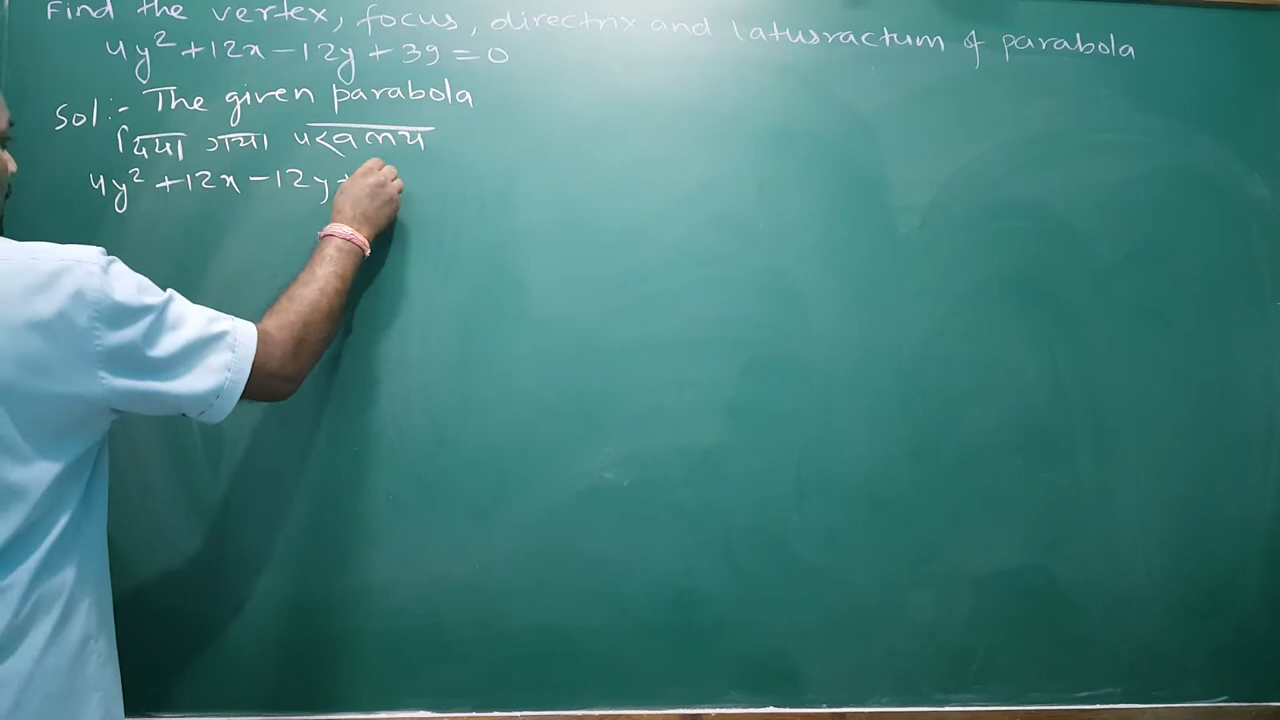 Find the vertex, focus, directrix and latusractum of parabola
4y²+12x-12y+39=0
Sol:- The given parabola
दिया गया परवलय
4y²+12x-12y+